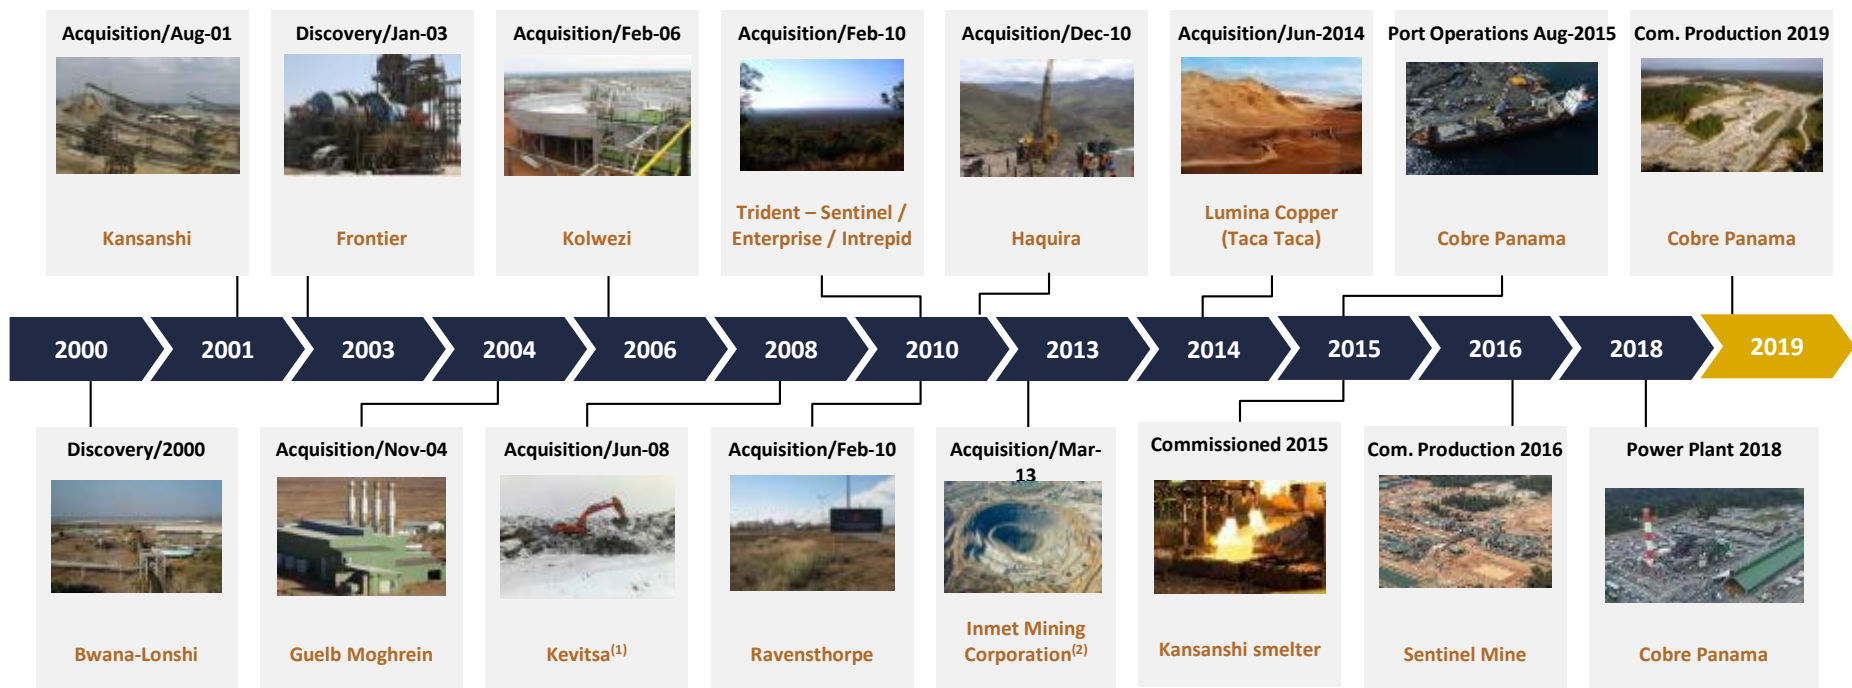 Acquisition/Aug-01
Kansanshi
Discovery/Jan-03
Frontier
Acquisition/Feb-06
Kolwezi
Acquisition/Feb-10
Trident – Sentinel /
Enterprise / Intrepid
Acquisition/Dec-10
Haquira
Acquisition/Jun-2014
Lumina Copper
(Taca Taca)
Port Operations Aug-2015
Cobre Panama
Com. Production 2019
Cobre Panama
2000
2001
2003
2004
2006
2008
2010
2013
2014
2015
2016
2018
2019
Discovery/2000
Bwana-Lonshi
Acquisition/Nov-04
Guelb Moghrein
Acquisition/Jun-08
Kevitsa(1)
Acquisition/Feb-10
Ravensthorpe
Acquisition/Mar-
13
Inmet Mining
Corporation(2)
Commissioned 2015
Kansanshi smelter
Com. Production 2016
Sentinel Mine
Power Plant 2018
Cobre Panama